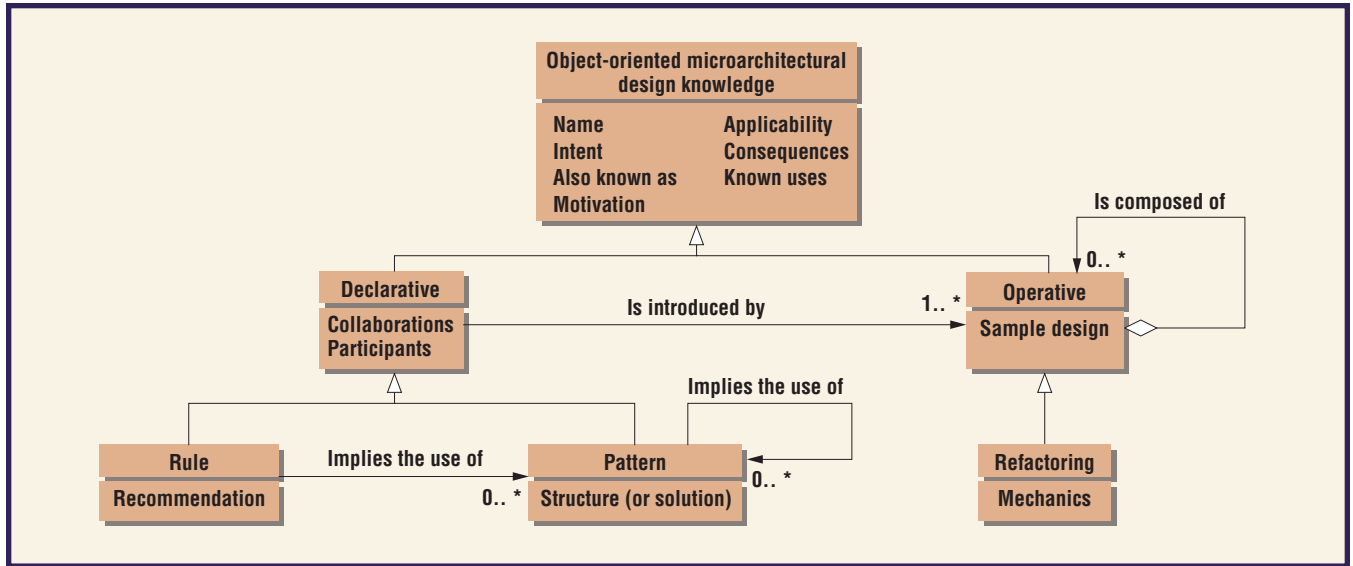 Object-oriented microarchitectural
design knowledge
Name
Intent
Also known as
Motivation
Applicability
Consequences
Known uses
Is composed of
0.. *
Declarative
Collaborations
Participants
Is introduced by
1.. *
Operative
Sample design
Implies the use of
0.. *
Rule
Recommendation
Implies the use of
0.. *
Pattern
Structure (or solution)
Refactoring
Mechanics